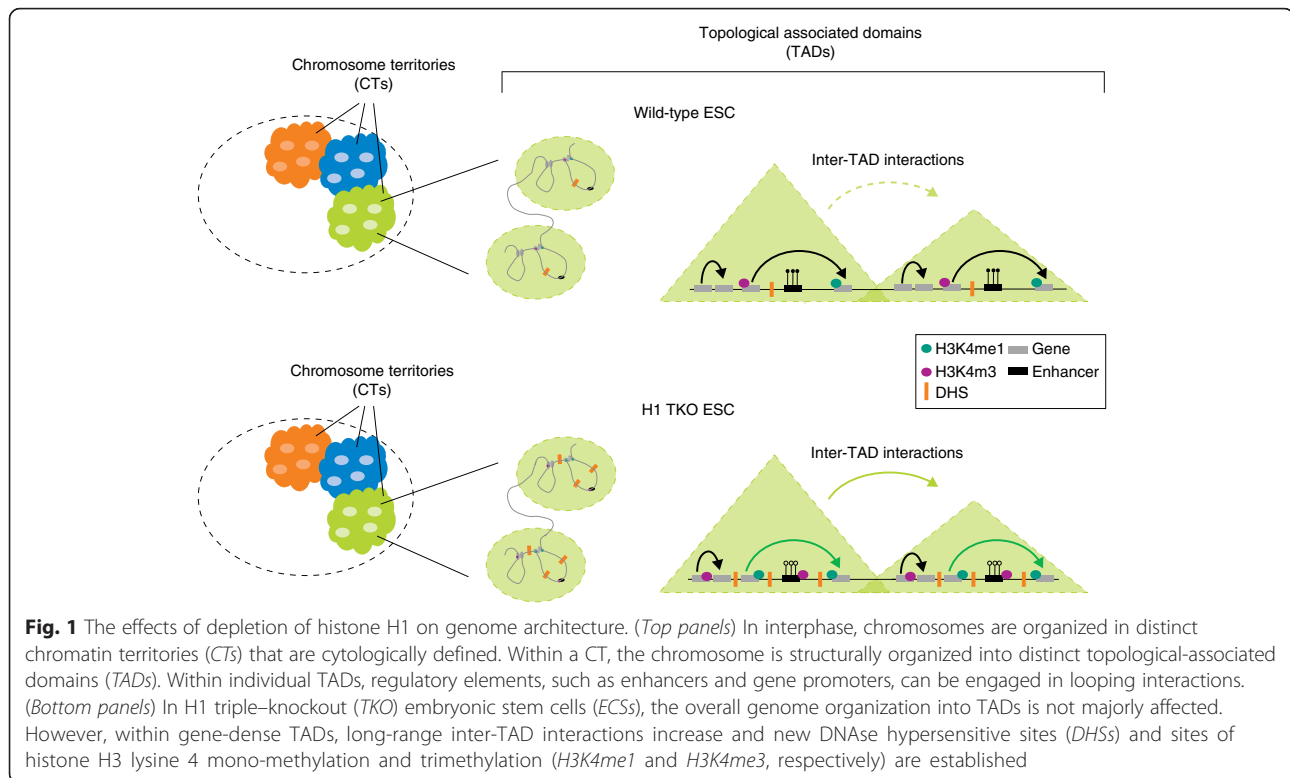 Topological associated domains
(TADs)
Chromosome territories
(CTs)
Wild-type ESC
Inter-TAD interactions
H3K4me1 Gene
H3K4m3 Enhancer
DHS
Chromosome territories
(CTs)
H1 TKO ESC
Inter-TAD interactions
Fig. 1 The effects of depletion of histone H1 on genome architecture. (Top panels) In interphase, chromosomes are organized in distinct
chromatin territories (CTs) that are cytologically defined. Within a CT, the chromosome is structurally organized into distinct topological-associated
domains (TADs). Within individual TADs, regulatory elements, such as enhancers and gene promoters, can be engaged in looping interactions.
(Bottom panels) In H1 triple–knockout (TKO) embryonic stem cells (ECSs), the overall genome organization into TADs is not majorly affected.
However, within gene-dense TADs, long-range inter-TAD interactions increase and new DNAse hypersensitive sites (DHSs) and sites of
histone H3 lysine 4 mono-methylation and trimethylation (H3K4me1 and H3K4me3, respectively) are established